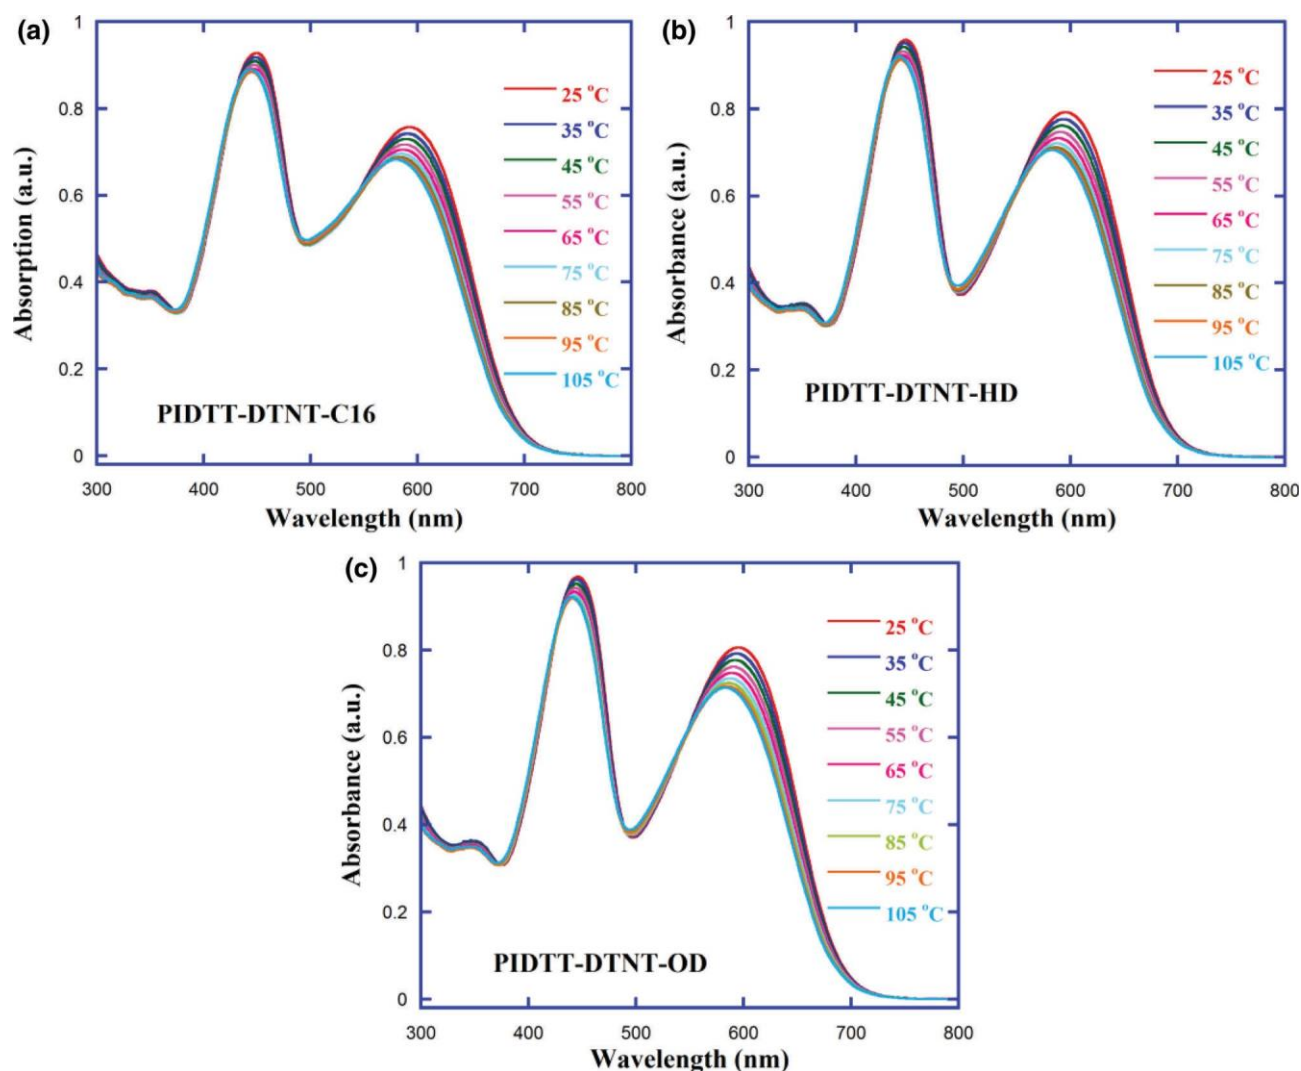 (a)
1
0.8
0.6
0.4
0.2
0
Absorption (a.u.)
25 °C
35 °C
45 °C
55 °C
65 °C
75 °C
85 °C
95 °C
105 °C
PIDTT-DTNT-C16
300 400 500 600 700 800
Wavelength (nm)
(b)
1
0.8
0.6
0.4
0.2
0
Absorbance (a.u.)
25 °C
35 °C
45 °C
55 °C
65 °C
75 °C
85 °C
95 °C
105 °C
PIDTT-DTNT-HD
300 400 500 600 700 800
Wavelength (nm)
(c)
1
0.8
0.6
0.4
0.2
0
Absorbance (a.u.)
25 °C
35 °C
45 °C
55 °C
65 °C
75 °C
85 °C
95 °C
105 °C
PIDTT-DTNT-OD
300 400 500 600 700 800
Wavelength (nm)